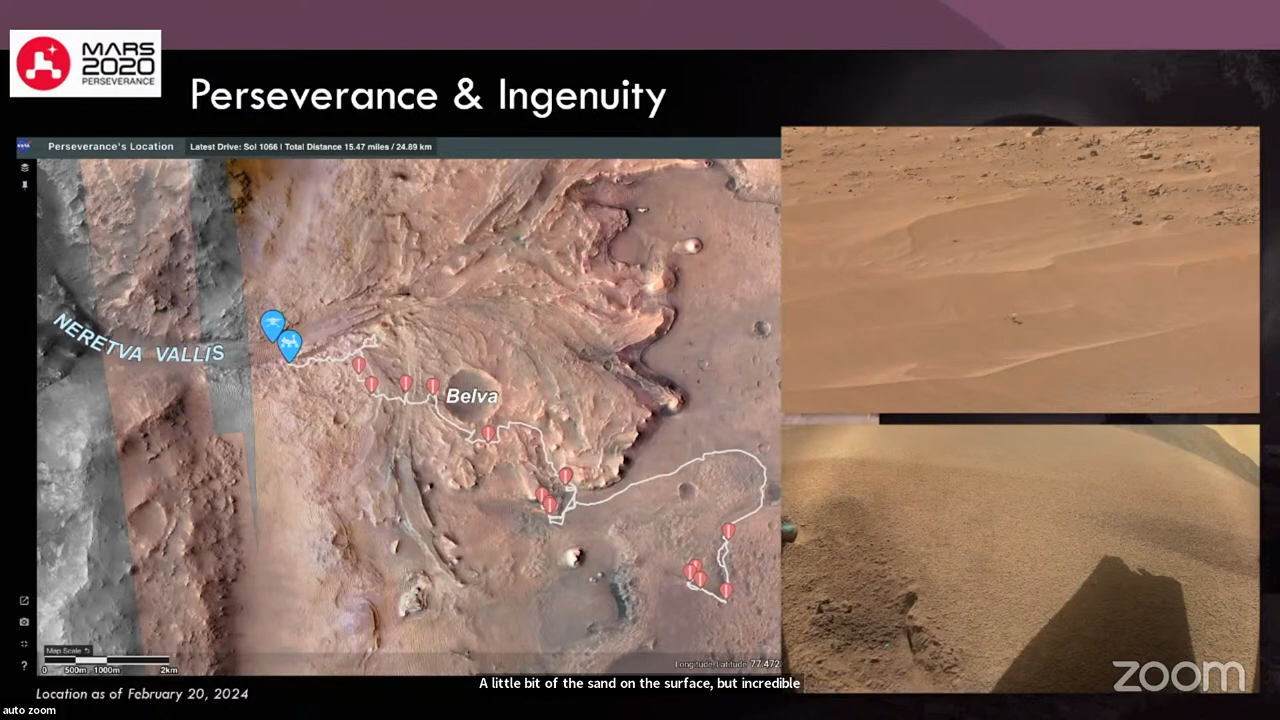 MARS
2020
PERSEVERANCE
Perseverance & Ingenuity
NASA
Perseverance's Location
Latest Drive: Sol 1066 | Total Distance 15.47 miles / 24.89 km
NERETVA VALLIS
Belva
Map Scale
0 500m 1000m 2km
Longitude, Latitude 77.472
?
Location as of February 20, 2024
A little bit of the sand on the surface, but incredible
zoom
auto zoom